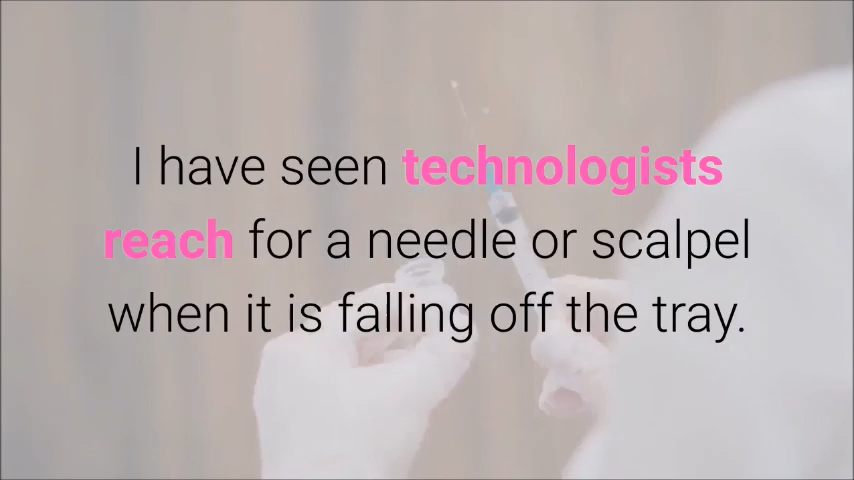 I have seen technologists
reach for a needle or scalpel
when it is falling off the tray.